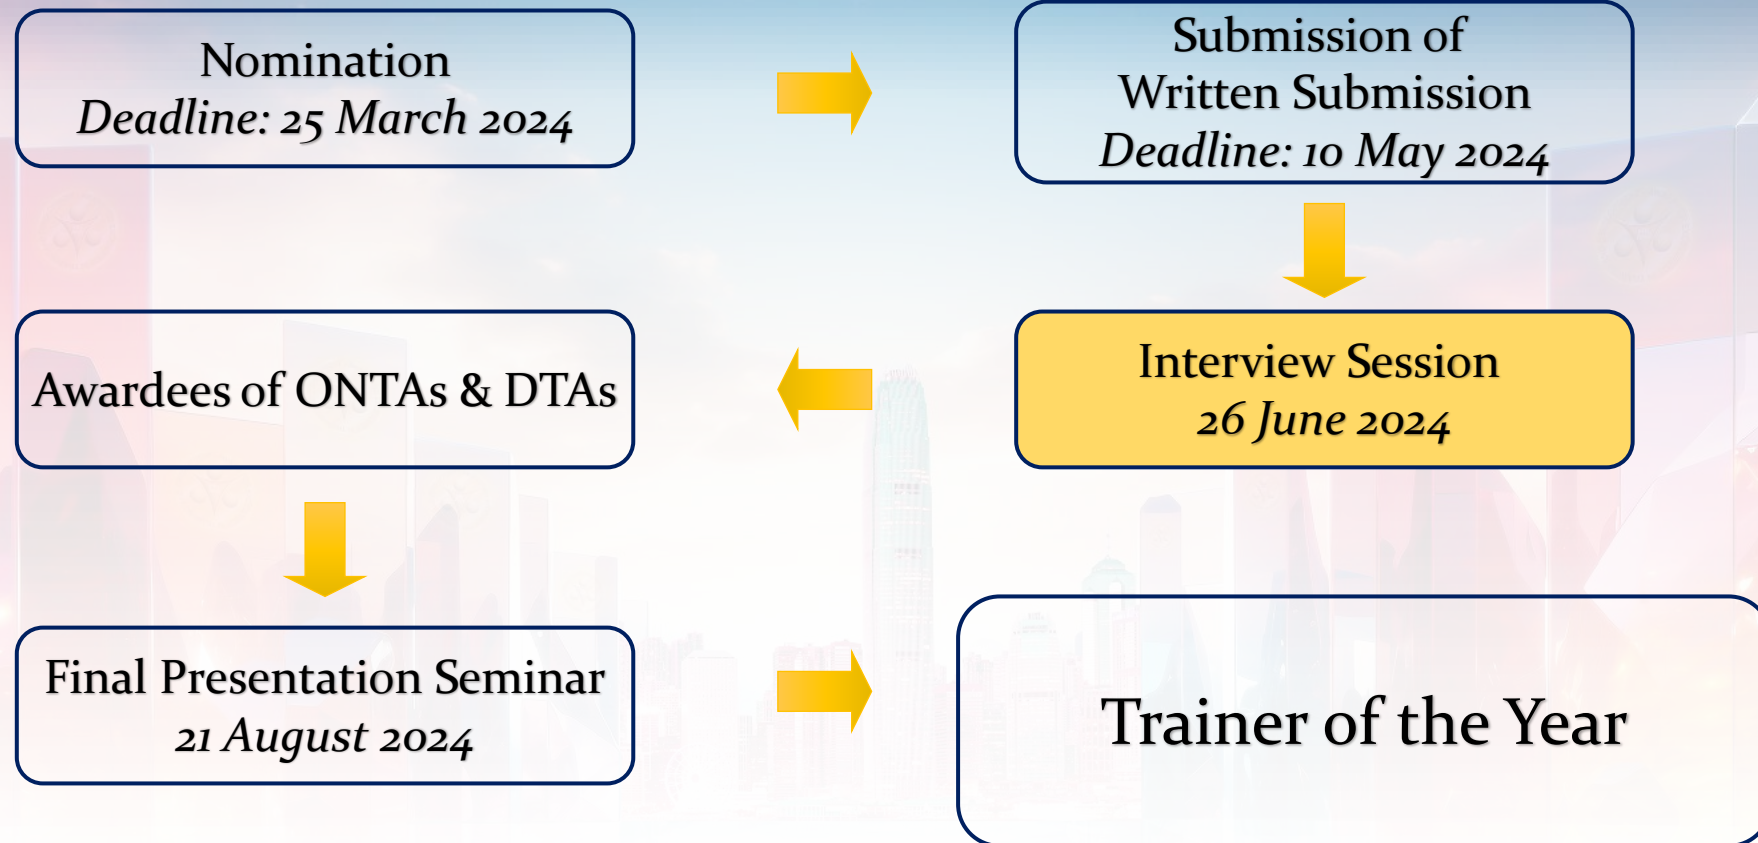 Nomination
Deadline: 25 March 2024
Submission of
Written Submission
Deadline: 10 May 2024
Interview Session
26 June 2024
Awardees of ONTAs & DTAs
Final Presentation Seminar
21 August 2024
Trainer of the Year